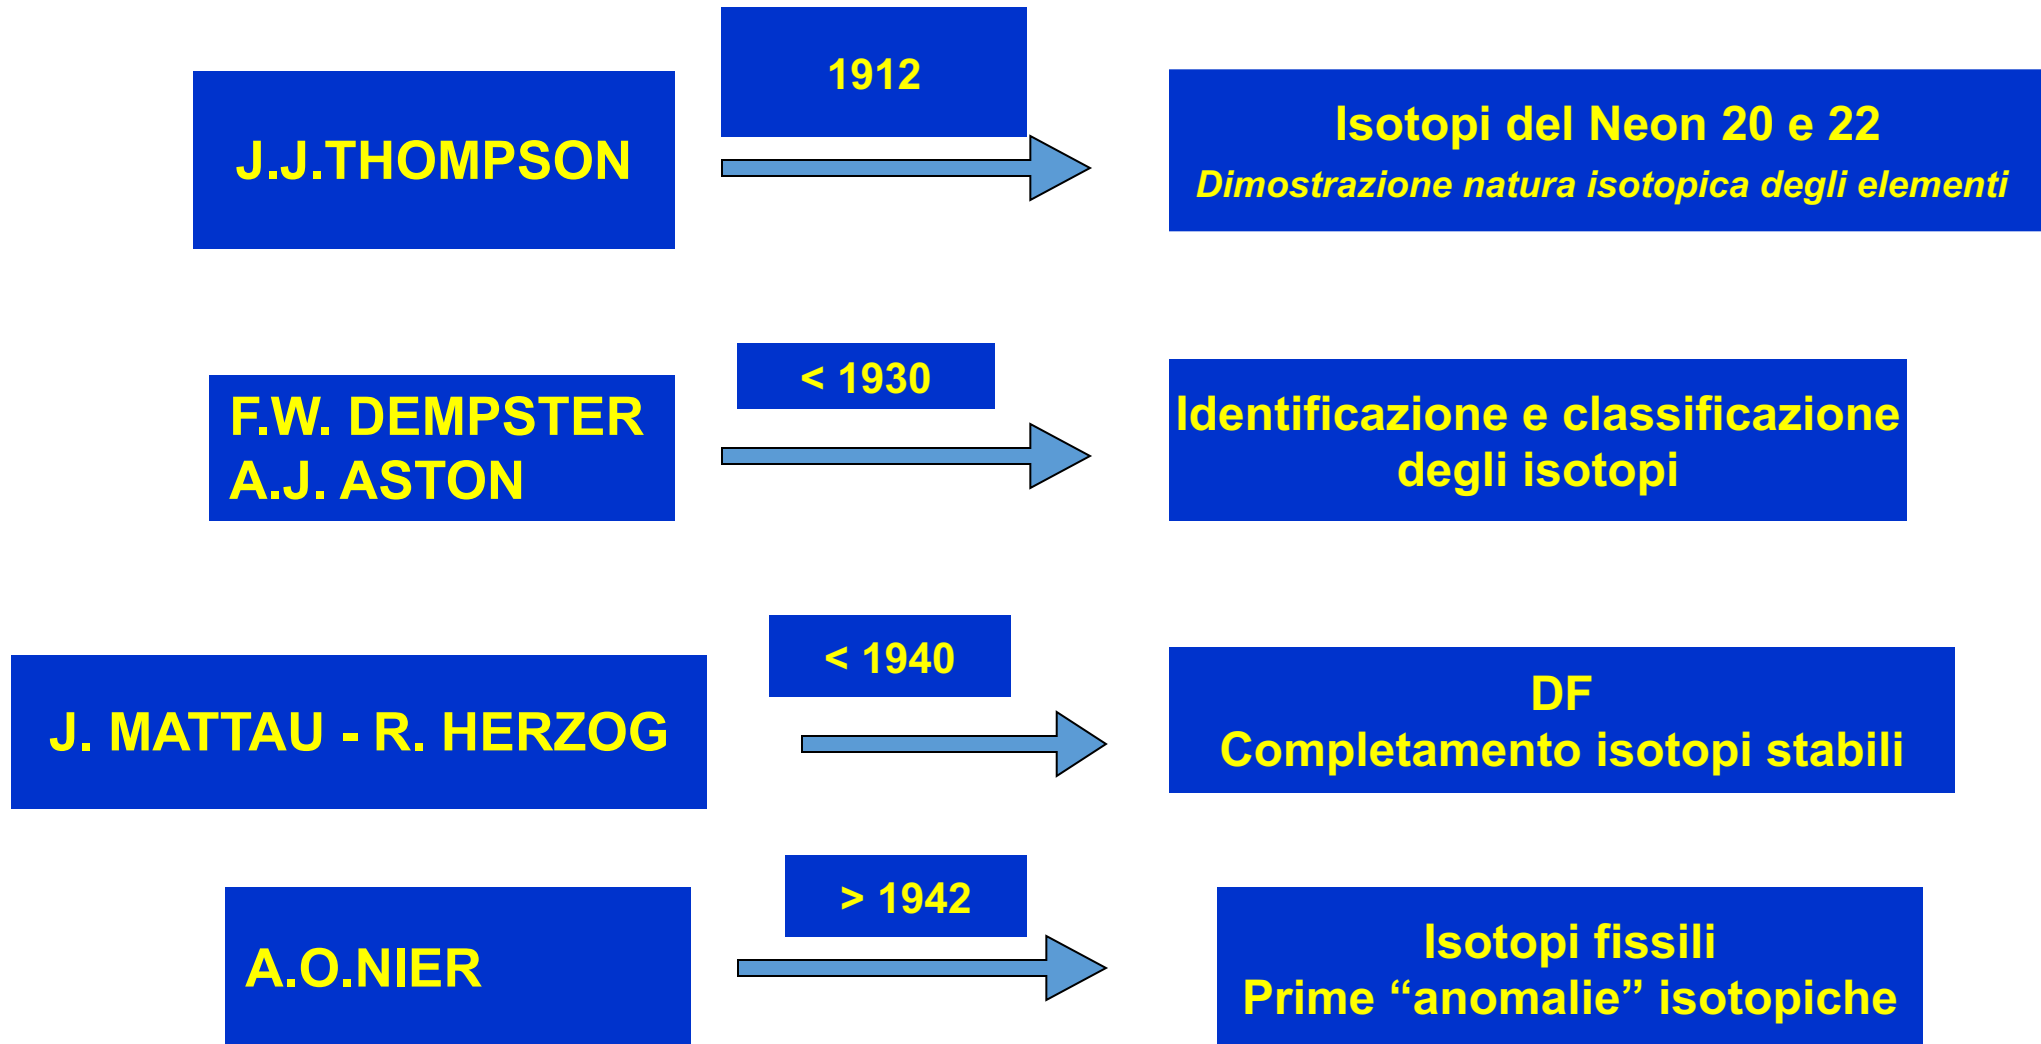 J.J.THOMPSON
1912
Isotopi del Neon 20 e 22
Dimostrazione natura isotopica degli elementi
F.W. DEMPSTER
A.J. ASTON
< 1930
Identificazione e classificazione
degli isotopi
J. MATTAU - R. HERZOG
< 1940
DF
Completamento isotopi stabili
A.O.NIER
> 1942
Isotopi fissili
Prime “anomalie” isotopiche